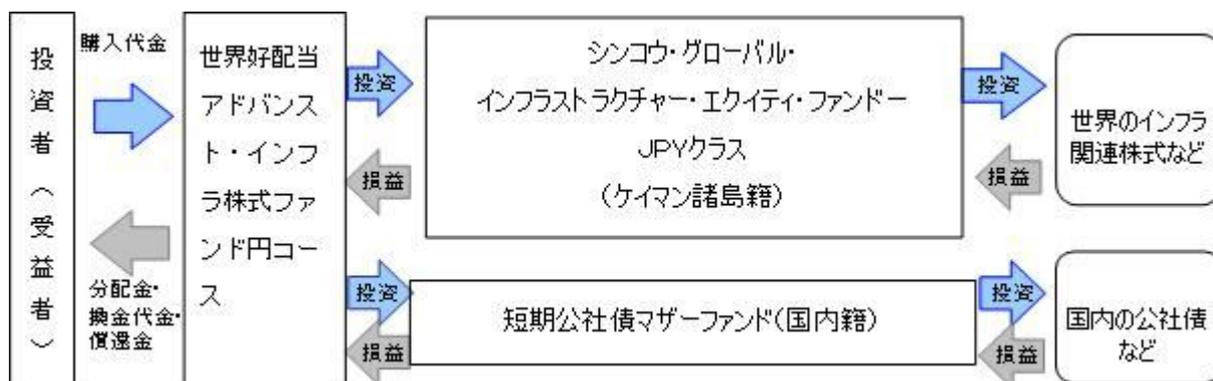 投資者（受益者）
購入代金
分配金・
換金代金・
償還金
世界好配当
アドバンス
ト・インフ
ラ株式ファ
ンド円コー
ス
投資
損益
シンコウ・グローバル・
インフラストラクチャー・エクイティ・ファンドー
JPYクラス
（ケイマン諸島籍）
投資
損益
世界のインフラ
関連株式など
投資
損益
短期公社債マザーファンド（国内籍）
投資
損益
国内の公社債
など